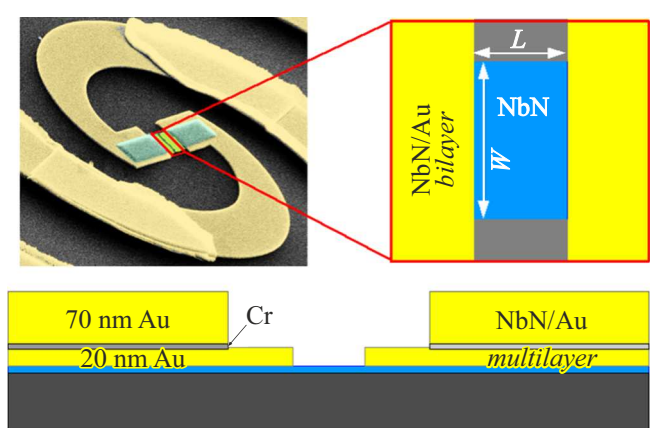 L
NbN
W
NbN/Au
bilayer
70 nm Au
Cr
NbN/Au
20 nm Au
multilayer